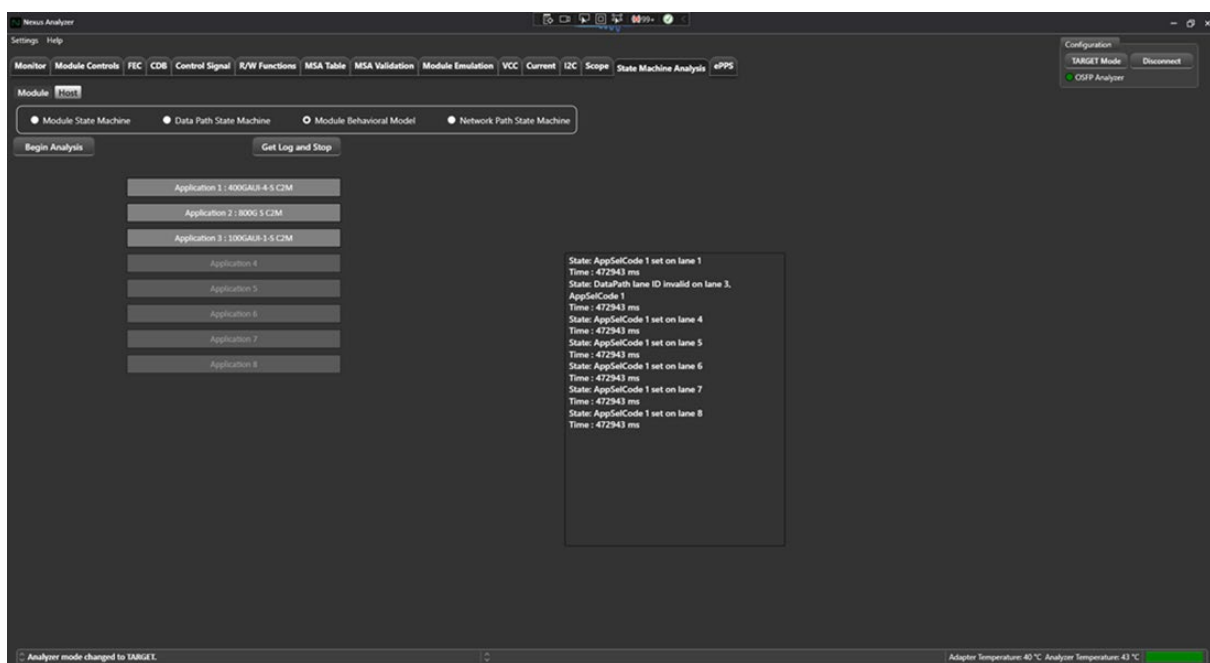 Nexus Analyzer
99+
Settings Help
Configuration
Monitor Module Controls FEC CDB Control Signal R/W Functions MSA Table MSA Validation Module Emulation VCC Current I2C Scope State Machine Analysis ePPS
TARGET Mode Disconnect
OSFP Analyzer
Module Host
Module State Machine Data Path State Machine Module Behavioral Model Network Path State Machine
Begin Analysis Get Log and Stop
Application 1 : 400GAUI-4-S C2M
Application 2 : 800G S C2M
Application 3 : 100GAUI-1-S C2M
Application 4
Application 5
Application 6
Application 7
Application 8
State: AppSelCode 1 set on lane 1
Time : 472943 ms
State: DataPath lane ID invalid on lane 3,
AppSelCode 1
Time : 472943 ms
State: AppSelCode 1 set on lane 4
Time : 472943 ms
State: AppSelCode 1 set on lane 5
Time : 472943 ms
State: AppSelCode 1 set on lane 6
Time : 472943 ms
State: AppSelCode 1 set on lane 7
Time : 472943 ms
State: AppSelCode 1 set on lane 8
Time : 472943 ms
Analyzer mode changed to TARGET.
Adapter Temperature: 40 °C Analyzer Temperature: 43 °C